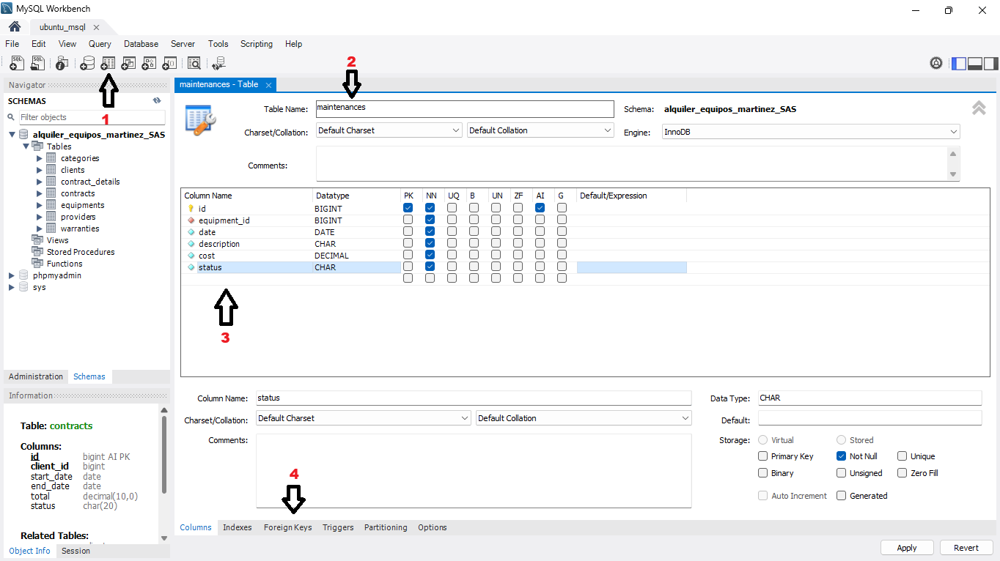 MySQL Workbench
ubuntu_msql
File Edit View Query Database Server Tools Scripting Help
SQL SQL
2
1
Navigator
SCHEMAS
Filter objects
alquiler_equipos_martinez_SAS
Tables
categories
clients
contract_details
contracts
equipments
providers
warranties
Views
Stored Procedures
Functions
phpmyadmin
sys
Administration Schemas
Information
Table: contracts
Columns:
id bigint AI PK
client_id bigint
start_date date
end_date date
total decimal(10,0)
status char(20)
Related Tables:
Object Info Session
maintenances - Table
Table Name: maintenances Schema: alquiler_equipos_martinez_SAS
Charset/Collation: Default Charset Default Collation Engine: InnoDB
Comments:
Column Name Datatype PK NN UQ B UN ZF AI G Default/Expression
id BIGINT
equipment_id BIGINT
date DATE
description CHAR
cost DECIMAL
status CHAR
3
Column Name: status Data Type: CHAR
Charset/Collation: Default Charset Default Collation Default:
Comments: Storage: Virtual Stored
Primary Key Not Null Unique
Binary Unsigned Zero Fill
Auto Increment Generated
4
Columns Indexes Foreign Keys Triggers Partitioning Options
Apply Revert